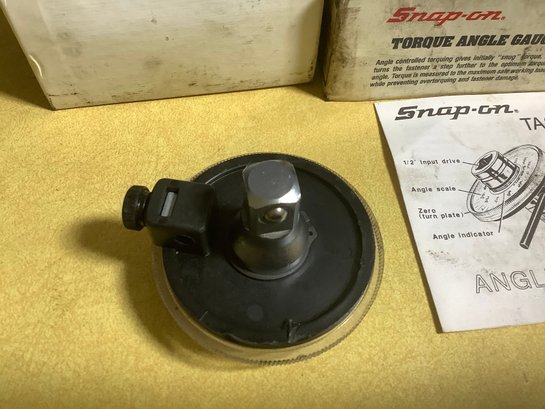 Snap-on
TORQUE ANGLE GAU
Angle controlled torquing gives initially "snug" torque,
turns the fastener a step further to the optimum torque
angle. Torque is measured to the maximum safe working
while preventing overtorquing and fastener damage.
Snap-on
TA
1/2" Input drive
Angle scale
Zero
(turn plate)
Angle indicator
ANGL